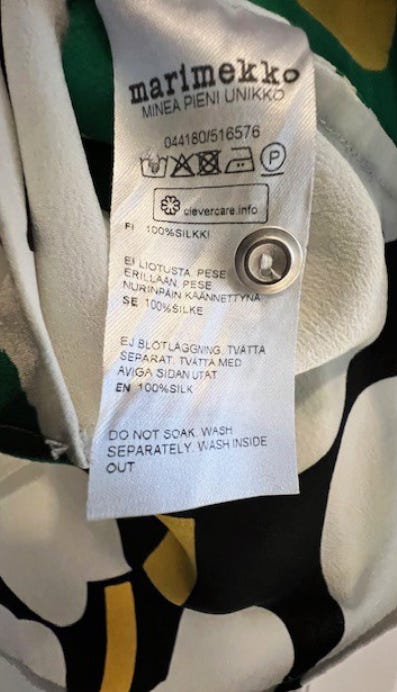 marimekko
MINEA PIENI UNIKKO
044180/516576
P
clevercare.info
FI 100%SILKKI
EI LIOTUSTA. PESE
ERILLÄÄN. PESE
NURINPÄIN KÄÄNNETTYNÄ
SE 100%SILKE
EJ BLÖTLÄGGNING. TVÄTTA
SEPARAT. TVÄTTA MED
AVIGA SIDAN UTÅT
EN 100%SILK
DO NOT SOAK. WASH
SEPARATELY. WASH INSIDE
OUT.